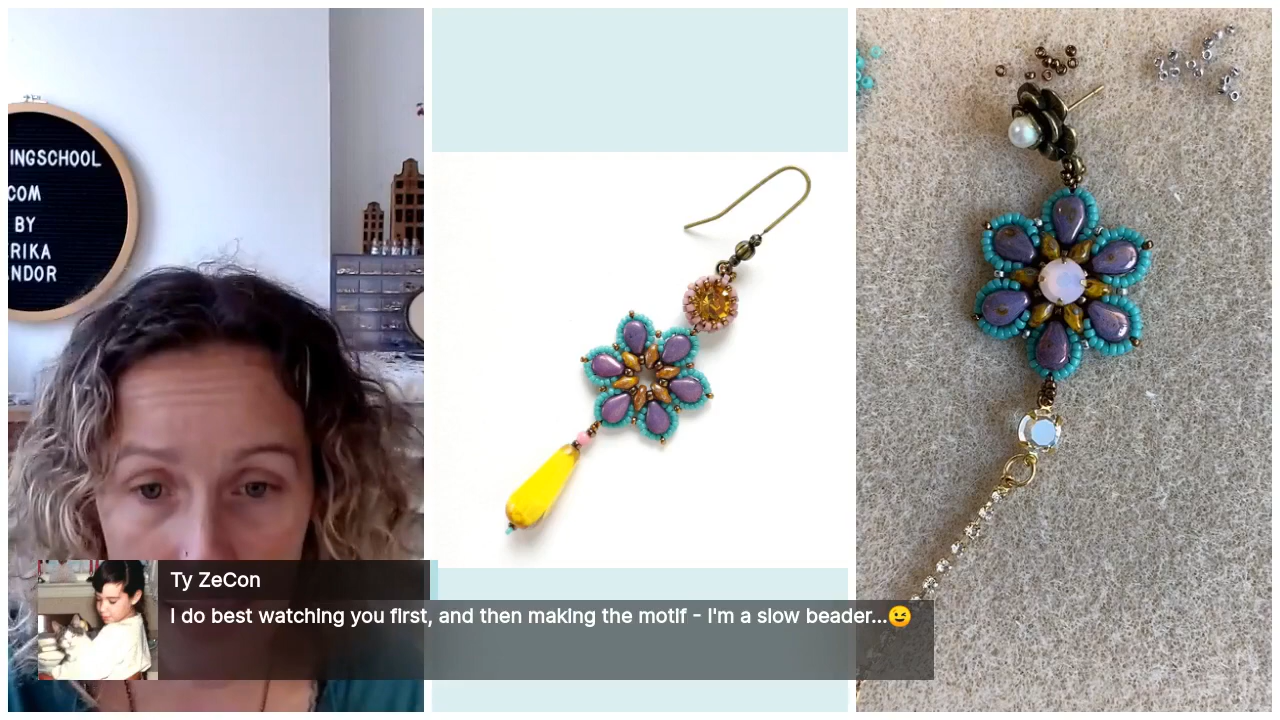 INGSCHOOL
COM
BY
RIKA
NDOR
Ty ZeCon
I do best watching you first, and then making the motif - I'm a slow beader...😉